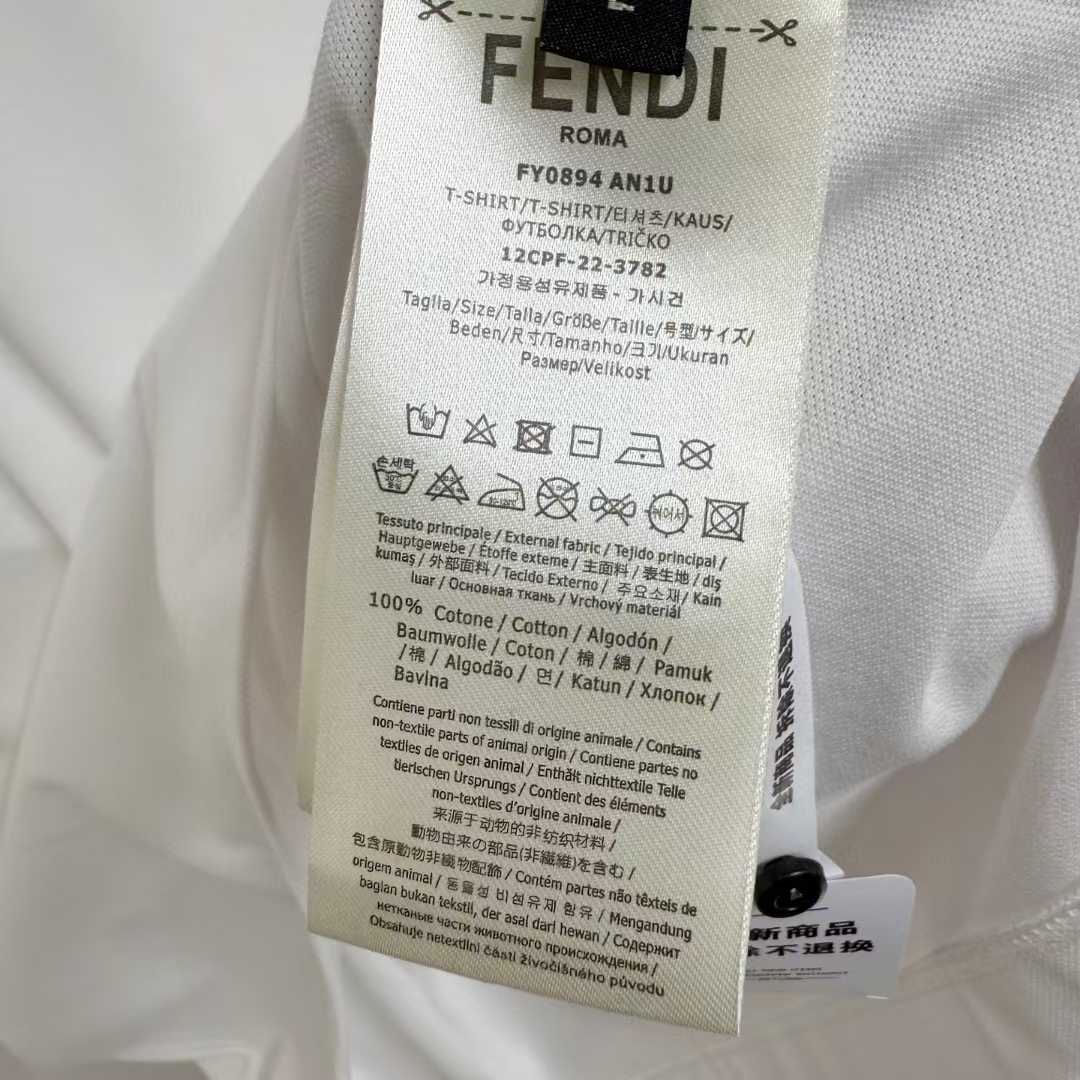 FENDI
ROMA
FY0894 AN1U
T-SHIRT/T-SHIRT/티셔츠/KAUS/
ФУТБОЛКА/TRIČKO
12CPF-22-3782
가정용섬유제품 - 가시건
Taglia/Size/Talla/Größe/Taille/号型/サイズ/
Beden/尺寸/Tamanho/크기/Ukuran
Размер/Velikost
손세탁
Tessuto principale / External fabric / Tejido principal /
Hauptgewebe / Étoffe externe / 主面料 / 表生地 / dış
kumaş / 外部面料 / Tecido Externo / 주요소재 / Kain
luar / Основная ткань / Vrchový materiál
100% Cotone / Cotton / Algodón /
Baumwolle / Coton / 棉 / 綿 / Pamuk
/ 棉 / Algodão / 면 / Katun / Хлопок /
Bavlna
Contiene parti non tessili di origine animale / Contains
non-textile parts of animal origin / Contiene partes no
textiles de origen animal / Enthält nichttextile Teile
tierischen Ursprungs / Contient des éléments
non-textiles d'origine animale /
来源于动物的非纺织材料 /
動物由来の部品(非繊維)を含む /
包含原動物非織物配飾 / Contém partes não têxteis de
origem animal / 동물성 비섬유제 함유 / Mengandung
bagian bukan tekstil, der asal dari hewan / Содержит
нетканые части животного происхождения /
Obsahuje netextilní části živočišného původu
新商品
不退換